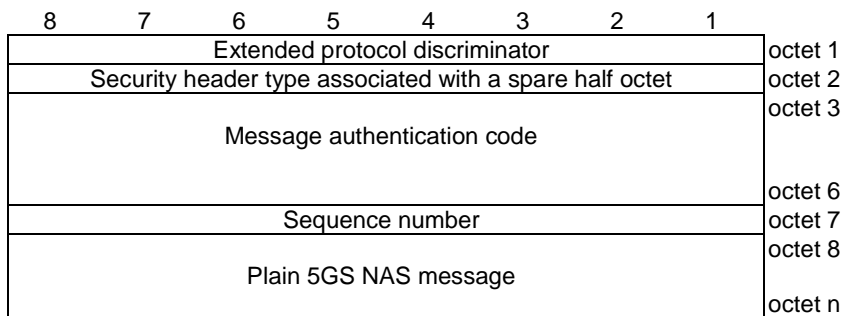 8 7 6 5 4 3 2 1
Extended protocol discriminator octet 1
Security header type associated with a spare half octet octet 2
octet 3
Message authentication code
octet 6
Sequence number octet 7
octet 8
Plain 5GS NAS message
octet n